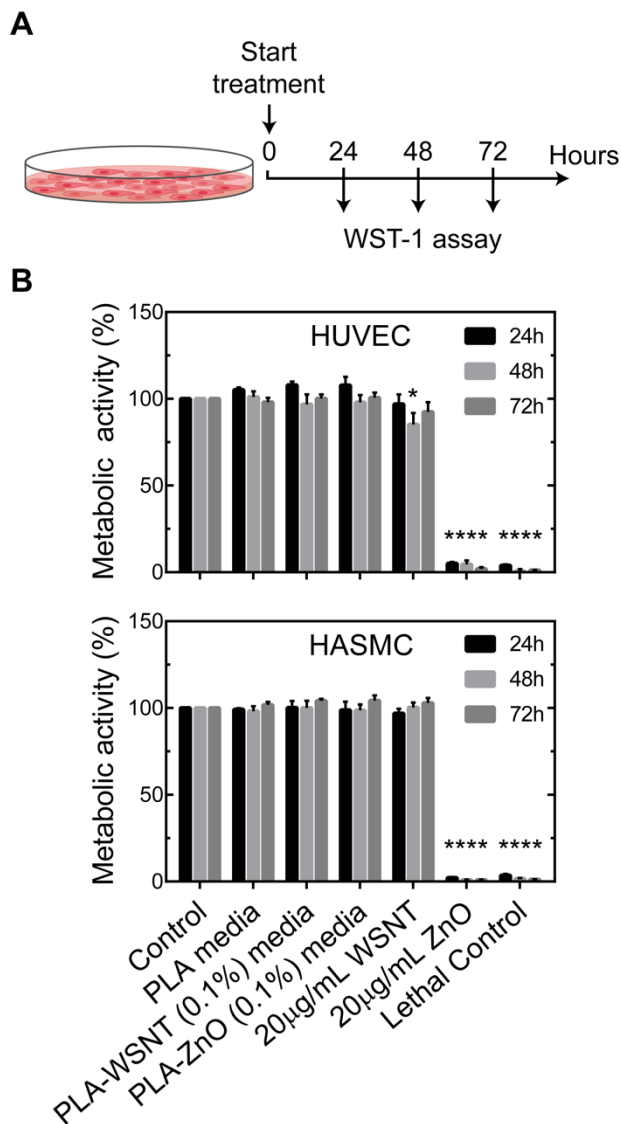 A
Start
treatment
0 24 48 72 Hours
WST-1 assay
B
Metabolic activity (%)
150
100
50
0
HUVEC
24h
48h
72h
*
**** ****
Metabolic activity (%)
150
100
50
0
HASMC
24h
48h
72h
**** ****
Control
PLA media
PLA-WSNT (0.1%) media
PLA-ZnO (0.1%) media
20µg/mL WSNT
20µg/mL ZnO
Lethal Control